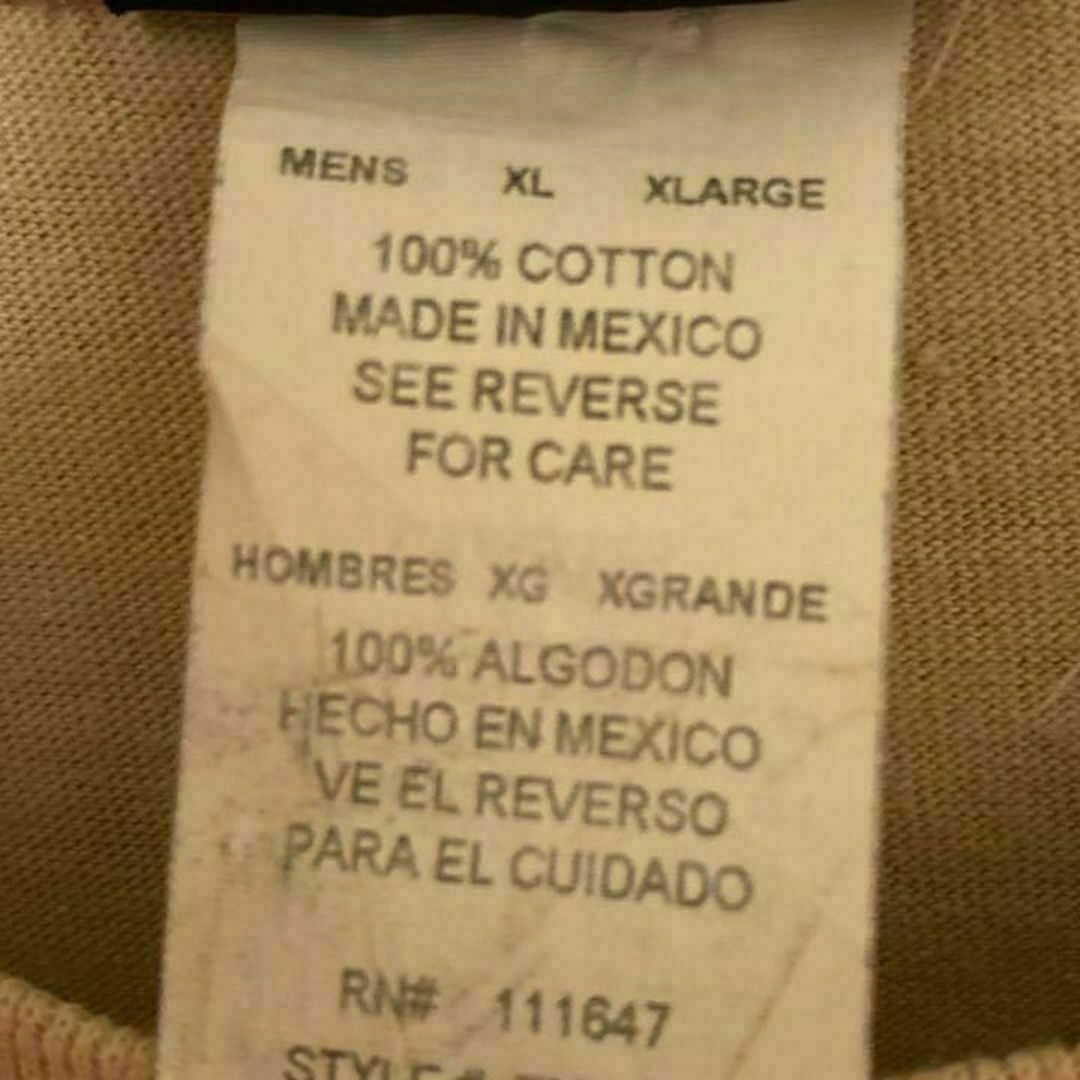 MENS XL XLARGE
100% COTTON
MADE IN MEXICO
SEE REVERSE
FOR CARE
HOMBRES XG XGRANDE
100% ALGODON
HECHO EN MEXICO
VE EL REVERSO
PARA EL CUIDADO
RN# 111647
STYLE #